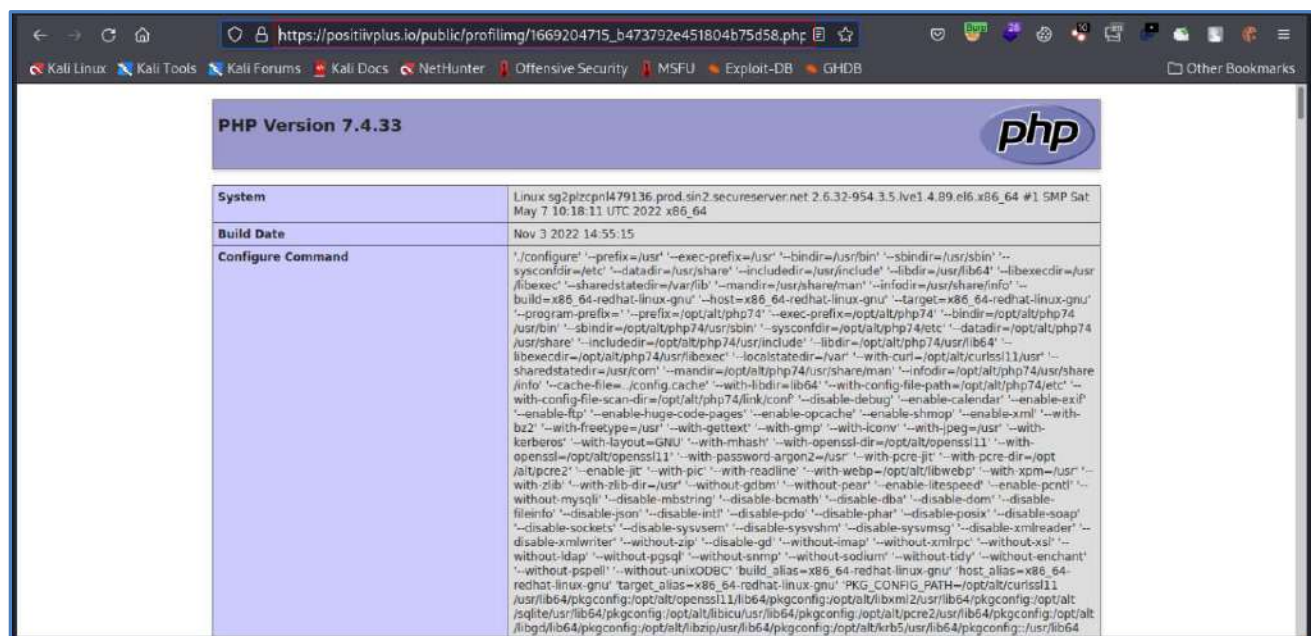 https://positiivplus.io/public/profilimg/1669204715_b473792e451804b75d58.php
Kali Linux Kali Tools Kali Forums Kali Docs NetHunter Offensive Security MSFU Exploit-DB GHDB Other Bookmarks
PHP Version 7.4.33
php
System
Linux sg2plzcpnl479136.prod.sin2.secureserver.net 2.6.32-954.3.5.lve1.4.89.el6.x86_64 #1 SMP Sat
May 7 10:18:11 UTC 2022 x86_64
Build Date
Nov 3 2022 14:55:15
Configure Command
'./configure' '--prefix=/usr' '--exec-prefix=/usr' '--bindir=/usr/bin' '--sbindir=/usr/sbin' '--
sysconfdir=/etc' '--datadir=/usr/share' '--includedir=/usr/include' '--libdir=/usr/lib64' '--libexecdir=/usr
/libexec' '--sharedstatedir=/var/lib' '--mandir=/usr/share/man' '--infodir=/usr/share/info' '--
build=x86_64-redhat-linux-gnu' '--host=x86_64-redhat-linux-gnu' '--target=x86_64-redhat-linux-gnu'
'--program-prefix=' '--prefix=/opt/alt/php74' '--exec-prefix=/opt/alt/php74' '--bindir=/opt/alt/php74
/usr/bin' '--sbindir=/opt/alt/php74/usr/sbin' '--sysconfdir=/opt/alt/php74/etc' '--datadir=/opt/alt/php74
/usr/share' '--includedir=/opt/alt/php74/usr/include' '--libdir=/opt/alt/php74/usr/lib64' '--
libexecdir=/opt/alt/php74/usr/libexec' '--localstatedir=/var' '--with-curl=/opt/alt/curlssl11/usr' '--
sharedstatedir=/usr/com' '--mandir=/opt/alt/php74/usr/share/man' '--infodir=/opt/alt/php74/usr/share
/info' '--cache-file=../config.cache' '--with-libdir=lib64' '--with-config-file-path=/opt/alt/php74/etc' '--
with-config-file-scan-dir=/opt/alt/php74/link/conf' '--disable-debug' '--enable-calendar' '--enable-exif'
'--enable-ftp' '--enable-huge-code-pages' '--enable-opcache' '--enable-shmop' '--enable-xml' '--with-
bz2' '--with-freetype=/usr' '--with-gettext' '--with-gmp' '--with-iconv' '--with-jpeg=/usr' '--with-
kerberos' '--with-layout=GNU' '--with-mhash' '--with-openssl-dir=/opt/alt/openssl11' '--with-
openssl=/opt/alt/openssl11' '--with-password-argon2=/usr' '--with-pcre-jit' '--with-pcre-dir=/opt
/alt/pcre2' '--enable-jit' '--with-pic' '--with-readline' '--with-webp=/opt/alt/libwebp' '--with-xpm=/usr' '--
with-zlib' '--with-zlib-dir=/usr' '--without-gdbm' '--without-pear' '--enable-litespeed' '--enable-pcntl' '--
without-mysqli' '--disable-mbstring' '--disable-bcmath' '--disable-dba' '--disable-dom' '--disable-
fileinfo' '--disable-json' '--disable-intl' '--disable-pdo' '--disable-phar' '--disable-posix' '--disable-soap'
'--disable-sockets' '--disable-sysvsem' '--disable-sysvshm' '--disable-sysvmsg' '--disable-xmlreader' '--
disable-xmlwriter' '--without-zip' '--disable-gd' '--without-imap' '--without-xmlrpc' '--without-xsl' '--
without-ldap' '--without-pgsql' '--without-snmp' '--without-sodium' '--without-tidy' '--without-enchant'
'--without-pspell' '--without-unixODBC' 'build_alias=x86_64-redhat-linux-gnu' 'host_alias=x86_64-
redhat-linux-gnu' 'target_alias=x86_64-redhat-linux-gnu' 'PKG_CONFIG_PATH=/opt/alt/curlssl11
/usr/lib64/pkgconfig:/opt/alt/openssl11/lib64/pkgconfig:/opt/alt/libxml2/usr/lib64/pkgconfig:/opt/alt
/sqlite/usr/lib64/pkgconfig:/opt/alt/libicu/usr/lib64/pkgconfig:/opt/alt/pcre2/usr/lib64/pkgconfig:/opt/alt
/libgd/lib64/pkgconfig:/opt/alt/libzip/usr/lib64/pkgconfig:/opt/alt/krb5/usr/lib64/pkgconfig::/usr/lib64